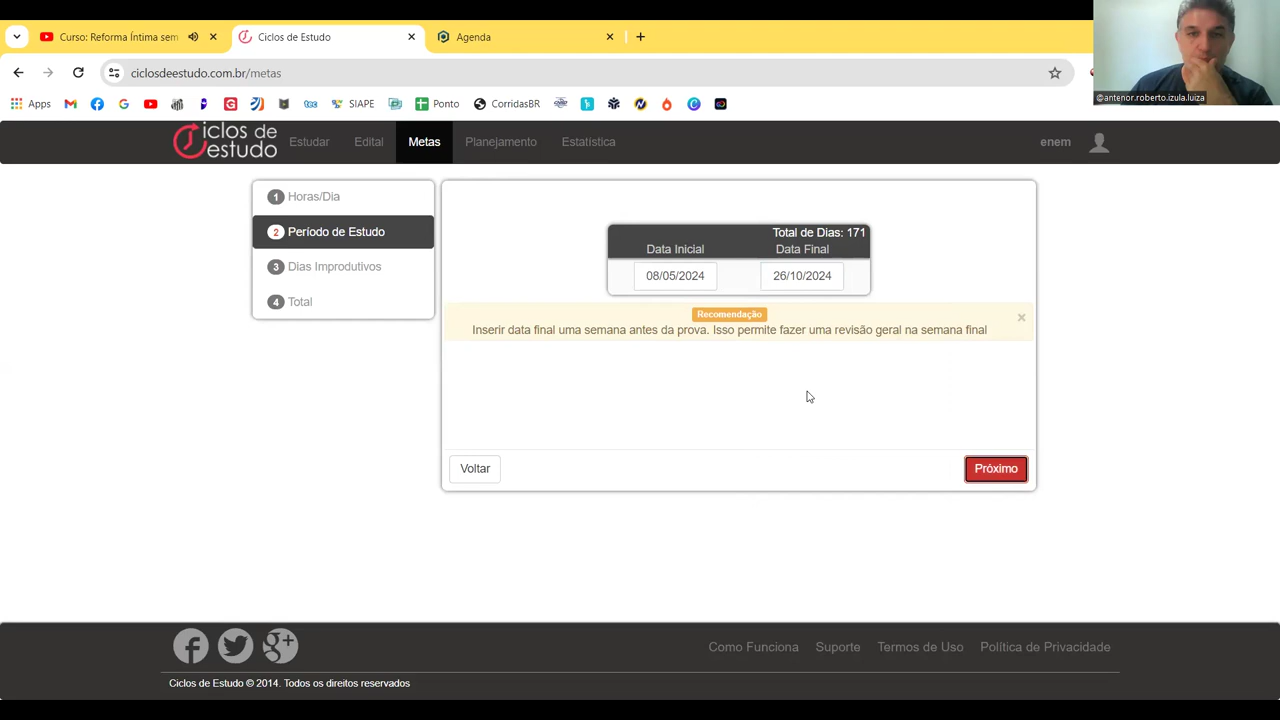 Curso: Reforma Íntima sem
Ciclos de Estudo
Agenda
@antenor.roberto.izula.luiza
ciclosdeestudo.com.br/metas
Apps
SIAPE
Ponto
CorridasBR
Ciclos de
estudo
Estudar
Edital
Metas
Planejamento
Estatística
enem
1 Horas/Dia
2 Período de Estudo
3 Dias Improdutivos
4 Total
Total de Dias: 171
Data Inicial
Data Final
08/05/2024
26/10/2024
Recomendação
Inserir data final uma semana antes da prova. Isso permite fazer uma revisão geral na semana final
Voltar
Próximo
Como Funciona
Suporte
Termos de Uso
Política de Privacidade
Ciclos de Estudo © 2014. Todos os direitos reservados